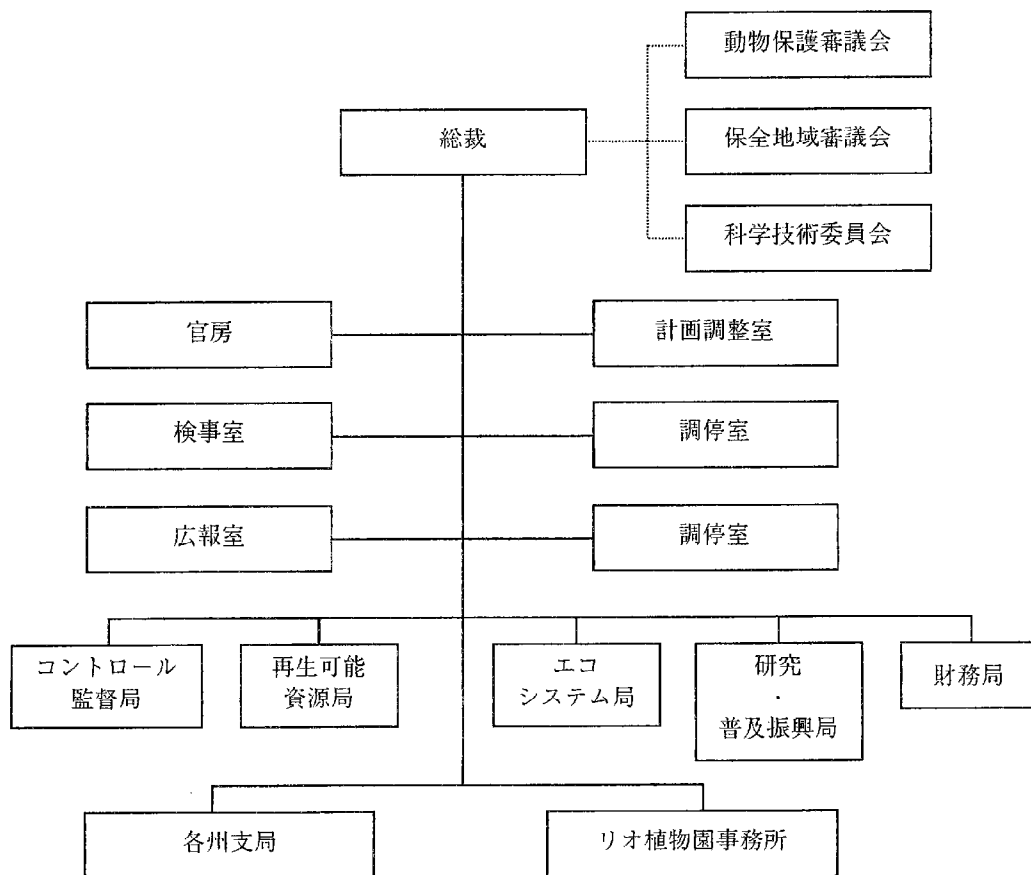 動物保護審議会
総裁
保全地域審議会
科学技術委員会
官房
計画調整室
検事室
調停室
広報室
調停室
コントロール
監督局
再生可能
資源局
エコ
システム局
研究
・
普及振興局
財務局
各州支局
リオ植物園事務所